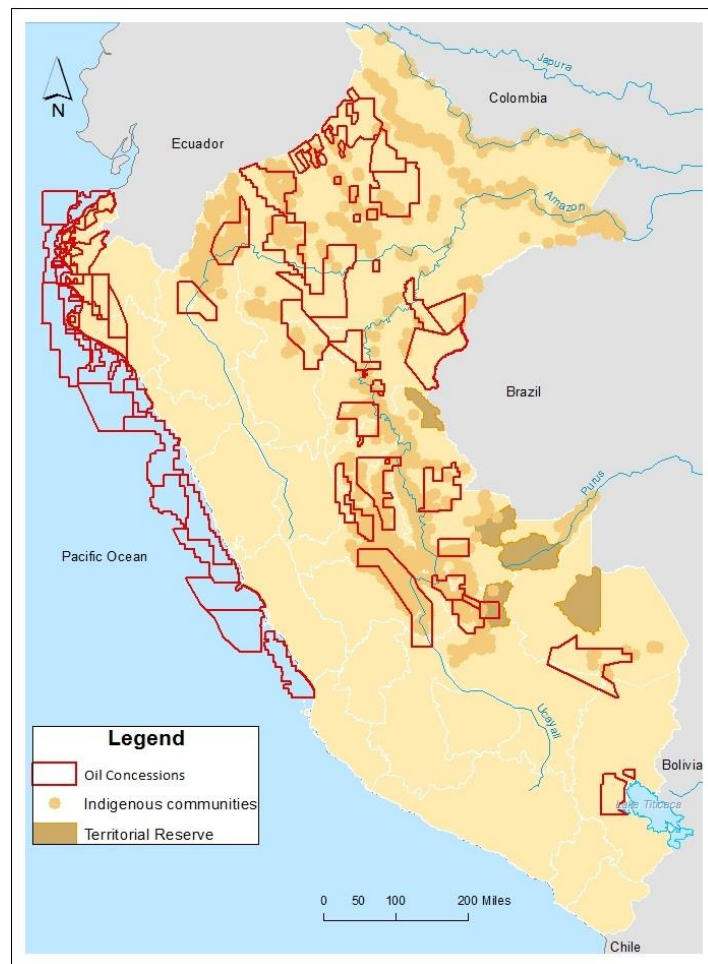 Japura
Colombia
N
Ecuador
Amazon
Brazil
Purus
Pacific Ocean
Ucayali
Legend
Oil Concessions
Indigenous communities
Territorial Reserve
Bolivia
Lake Titicaca
0 50 100 200 Miles
Chile